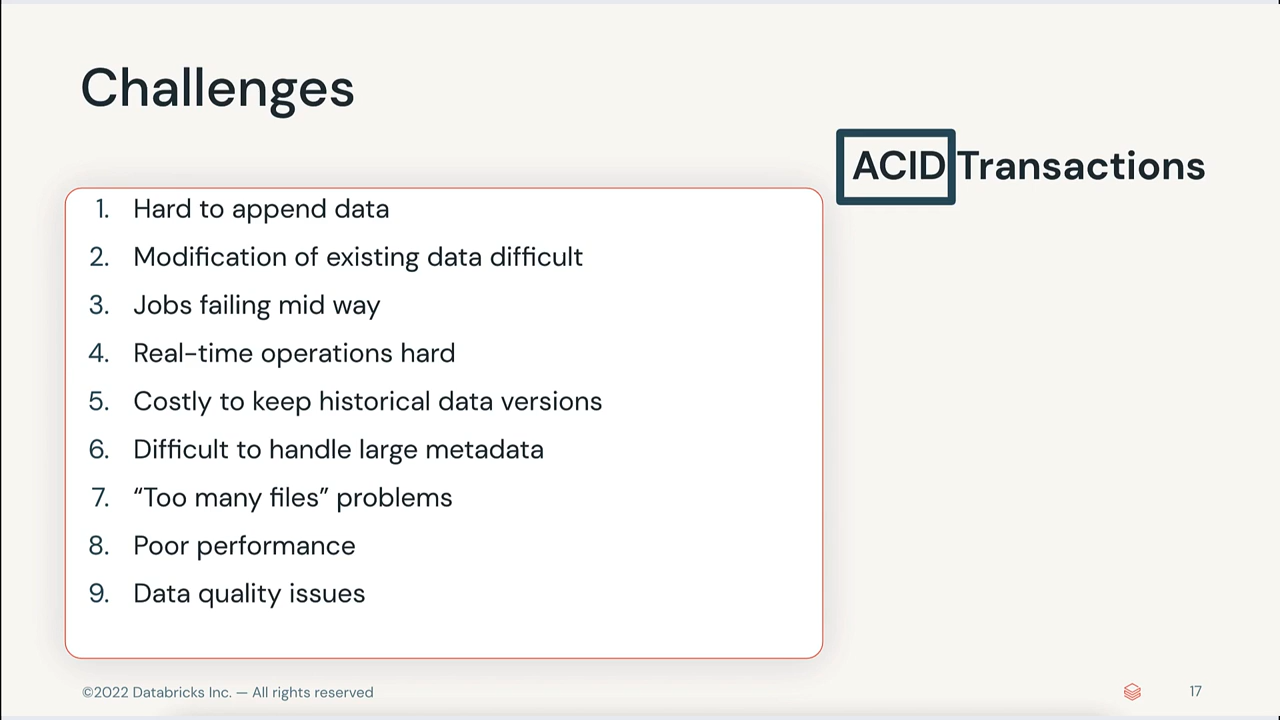 Challenges
ACID Transactions
1. Hard to append data
2. Modification of existing data difficult
3. Jobs failing mid way
4. Real-time operations hard
5. Costly to keep historical data versions
6. Difficult to handle large metadata
7. “Too many files” problems
8. Poor performance
9. Data quality issues
©2022 Databricks Inc. — All rights reserved
17